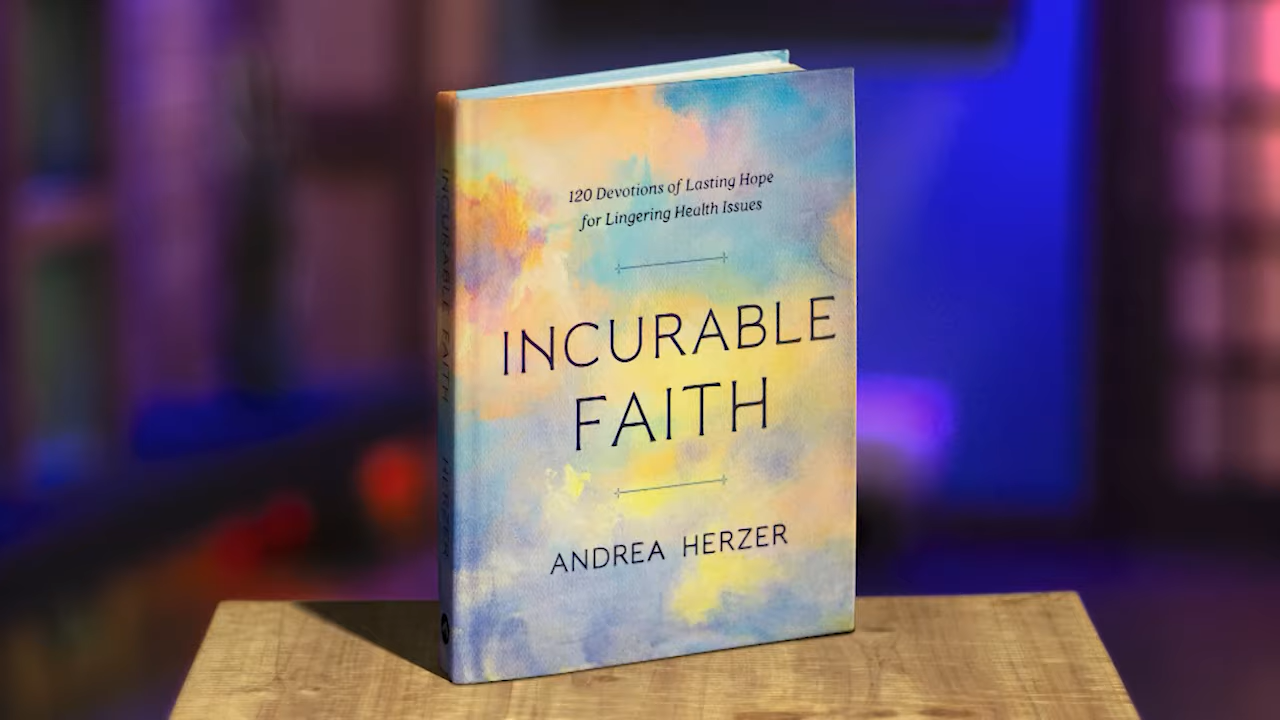 120 Devotions of Lasting Hope
for Lingering Health Issues
INCURABLE
FAITH
ANDREA HERZER
INCURABLE FAITH HERZER